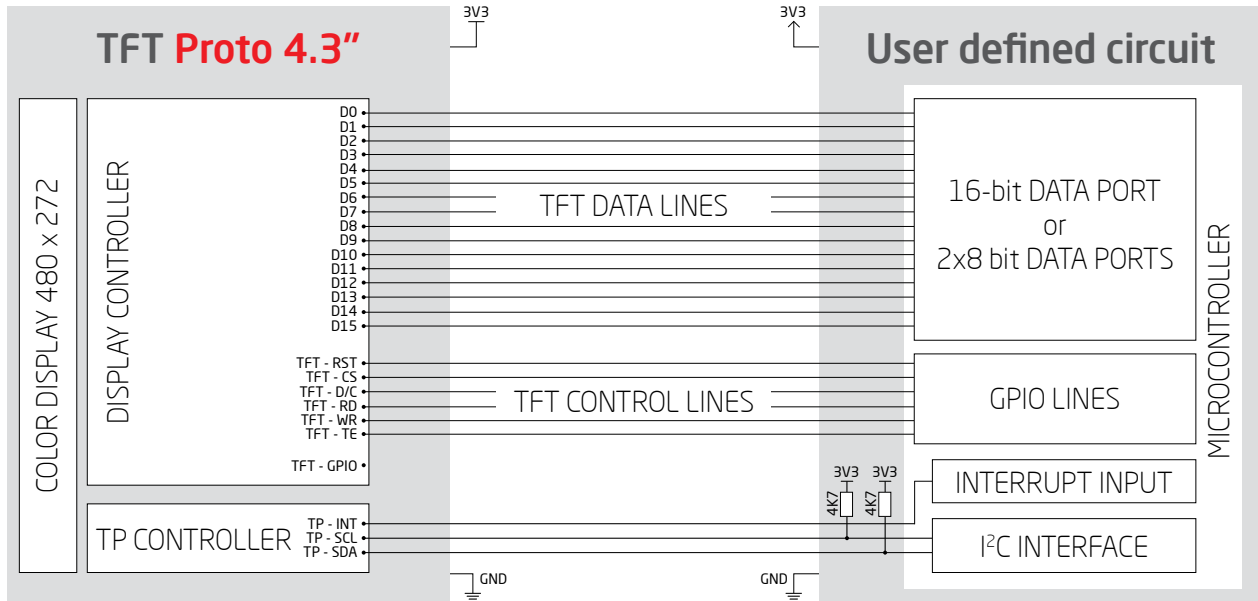 3V3
3V3
TFT Proto 4.3”
User defined circuit
COLOR DISPLAY 480 x 272
DISPLAY CONTROLLER
D0
D1
D2
D3
D4
D5
D6
D7
D8
D9
D10
D11
D12
D13
D14
D15
TFT DATA LINES
16-bit DATA PORT
or
2x8 bit DATA PORTS
MICROCONTROLLER
TFT - RST
TFT - CS
TFT - D/C
TFT - RD
TFT - WR
TFT - TE
TFT - GPIO
TFT CONTROL LINES
GPIO LINES
3V3
3V3
4K7
4K7
INTERRUPT INPUT
TP CONTROLLER
TP - INT
TP - SCL
TP - SDA
I²C INTERFACE
GND
GND